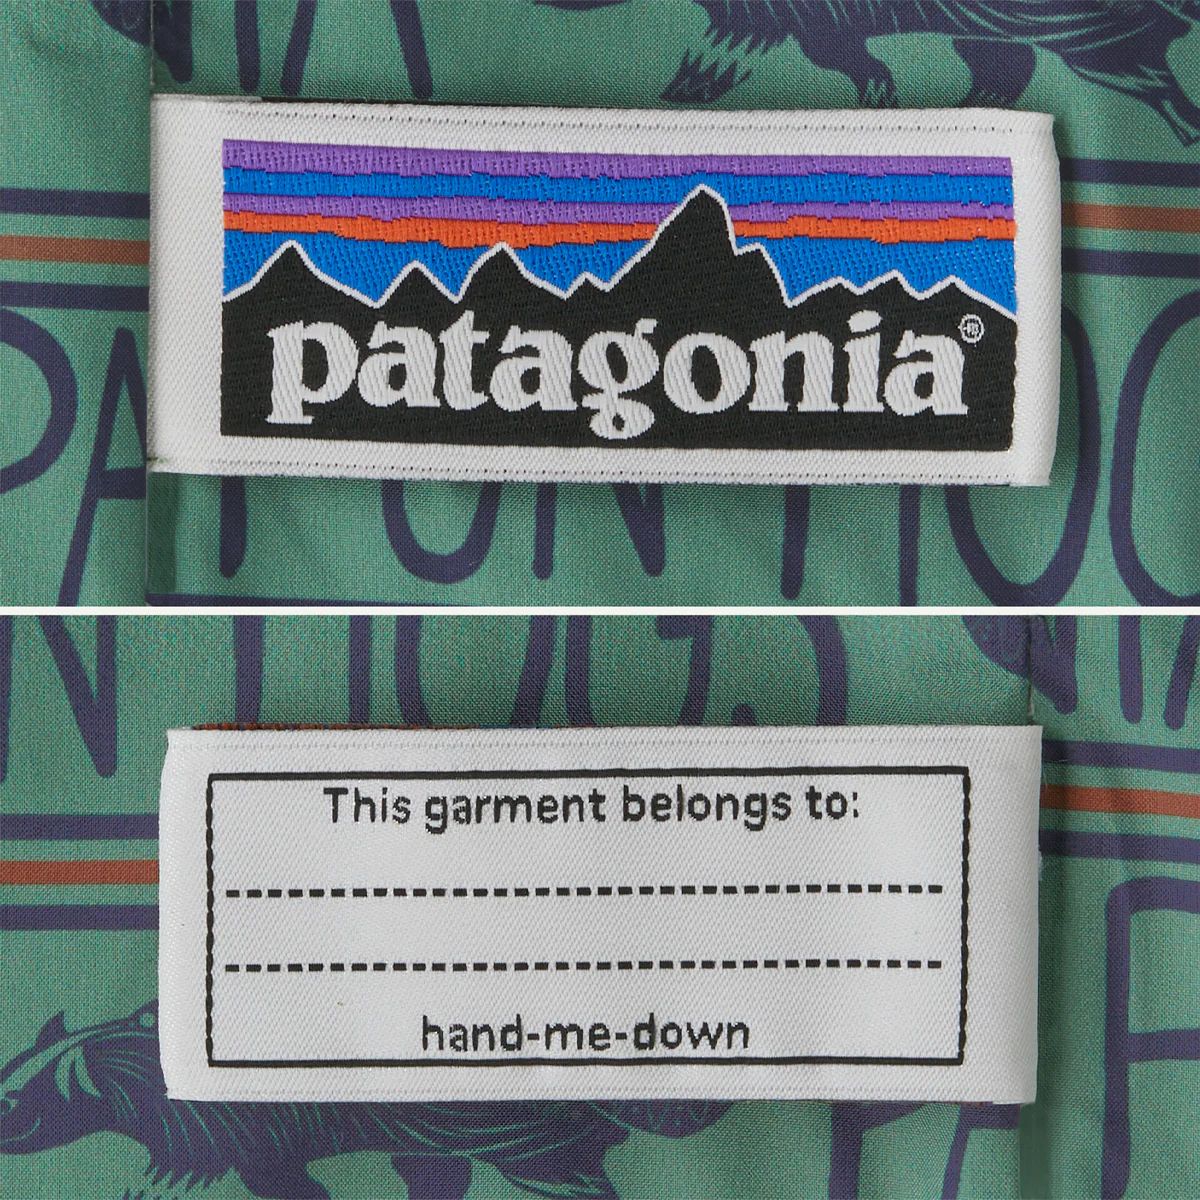 patagonia®
This garment belongs to:
hand-me-down